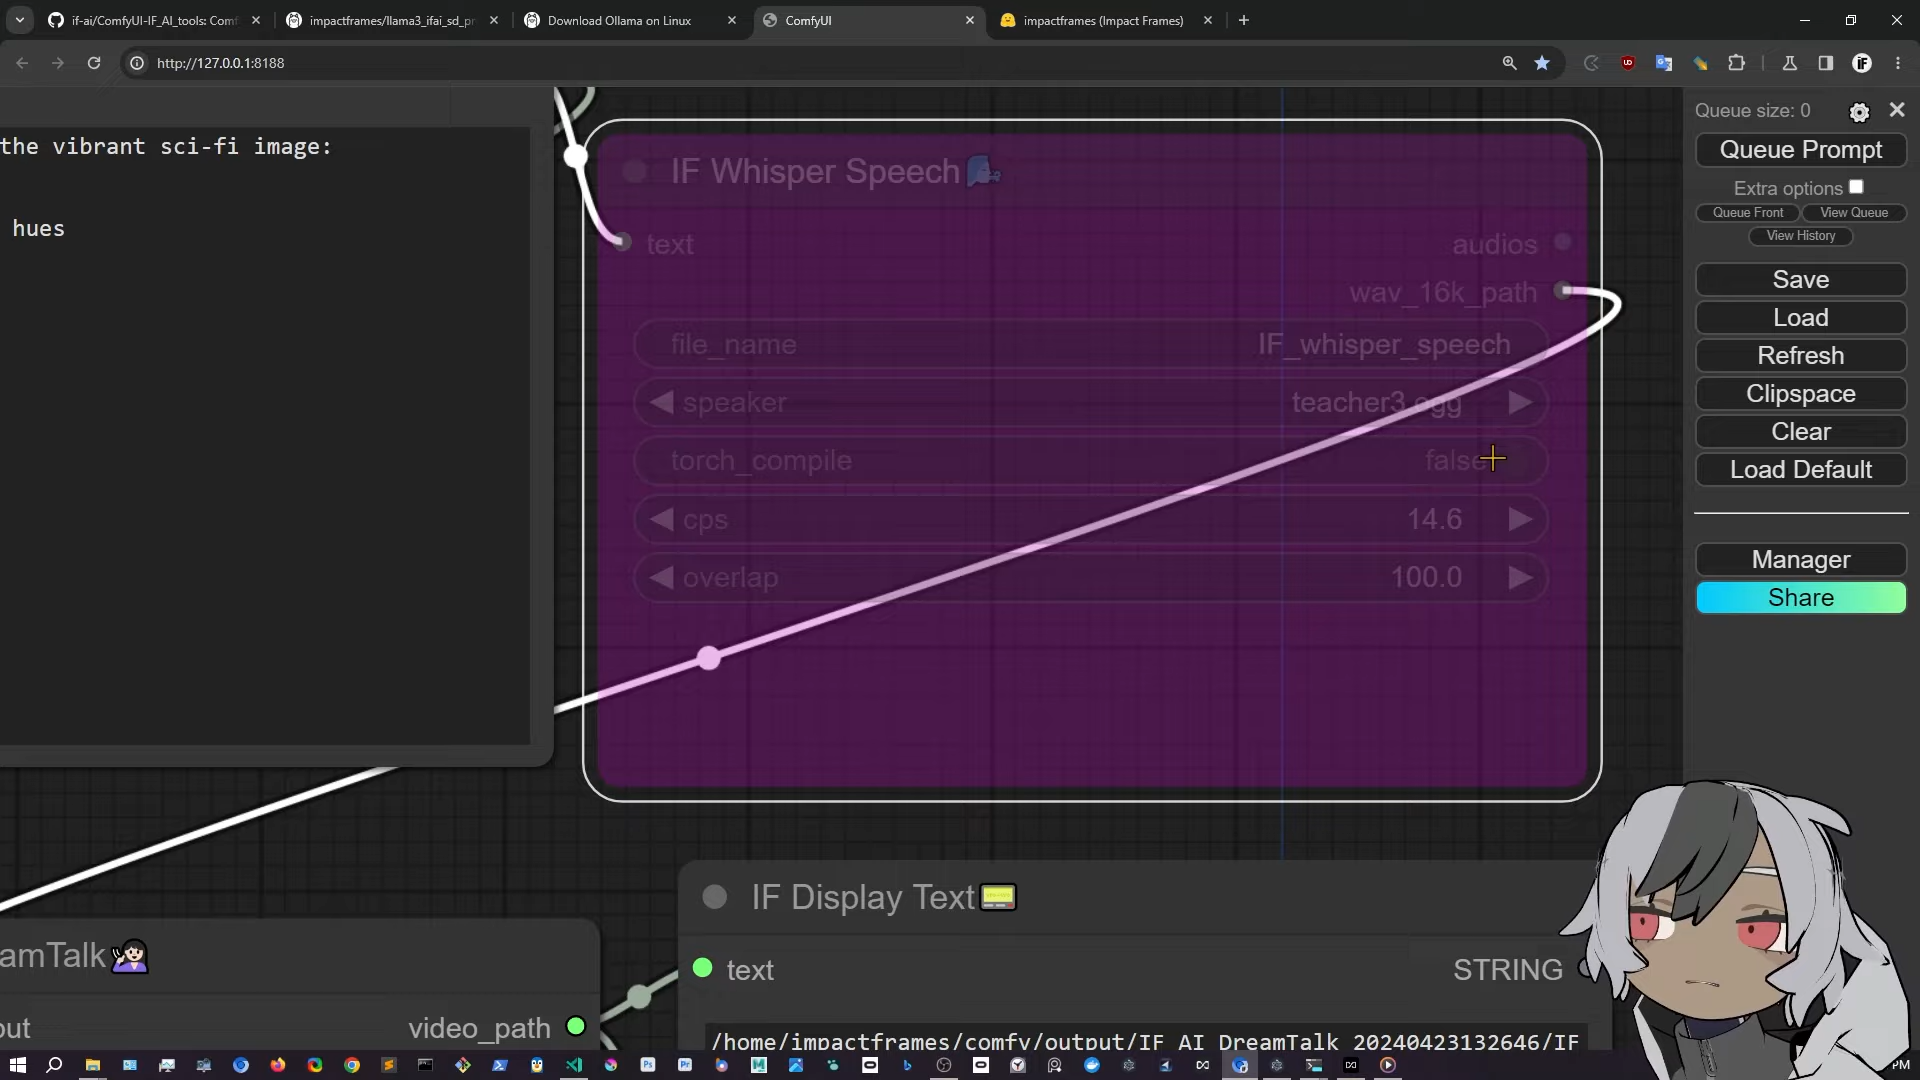 if-ai/ComfyUI-IF_AI_tools: Comf
impactframes/llama3_ifai_sd_pr
Download Ollama on Linux
ComfyUI
impactframes (Impact Frames)
http://127.0.0.1:8188
Queue size: 0
Queue Prompt
Extra options
Queue Front
View Queue
View History
Save
Load
Refresh
Clipspace
Clear
Load Default
Manager
Share
the vibrant sci-fi image:
hues
IF Whisper Speech
text
audios
wav_16k_path
file_name
IF_whisper_speech
speaker
teacher3.ogg
torch_compile
false
cps
14.6
overlap
100.0
IF Display Text
text
STRING
/home/impactframes/comfy/output/IF_AI_DreamTalk_20240423132646/IF
eamTalk
out
video_path
PM